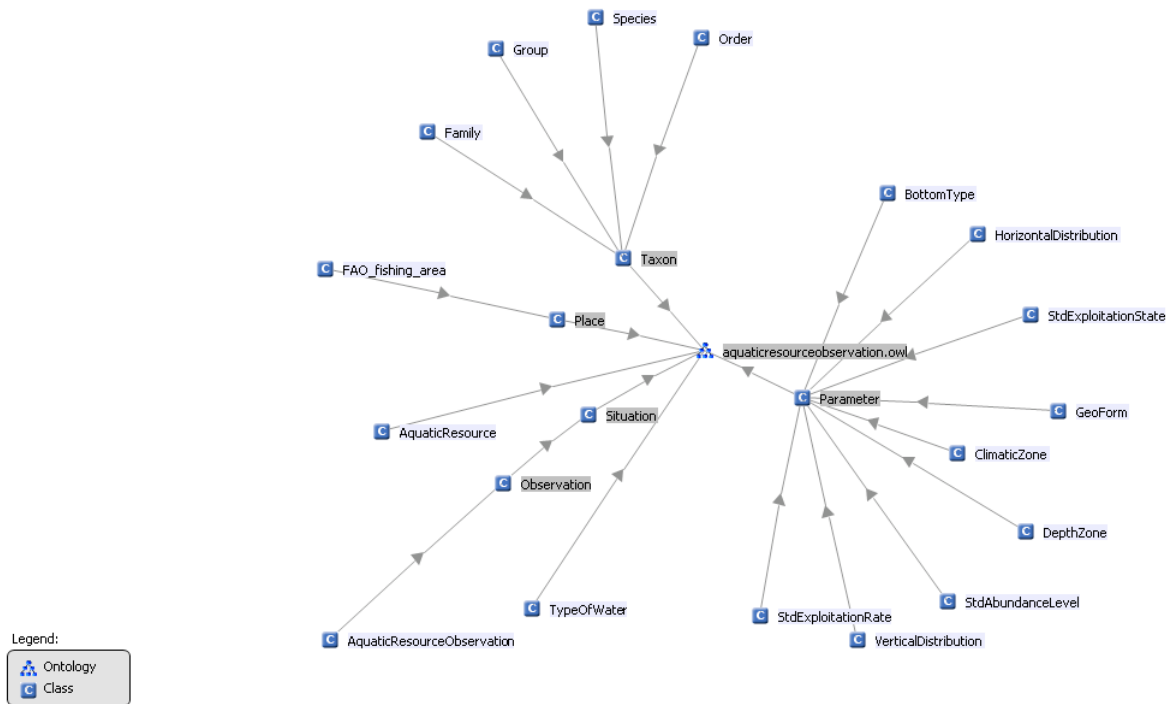 Species
Order
Group
Family
BottomType
HorizontalDistribution
Taxon
FAO_fishing_area
StdExploitationState
Place
aquaticresourceobservation.owl
Parameter
GeoForm
Situation
AquaticResource
ClimaticZone
Observation
DepthZone
StdAbundanceLevel
TypeOfWater
StdExploitationRate
AquaticResourceObservation
VerticalDistribution
Legend:
Ontology
C Class